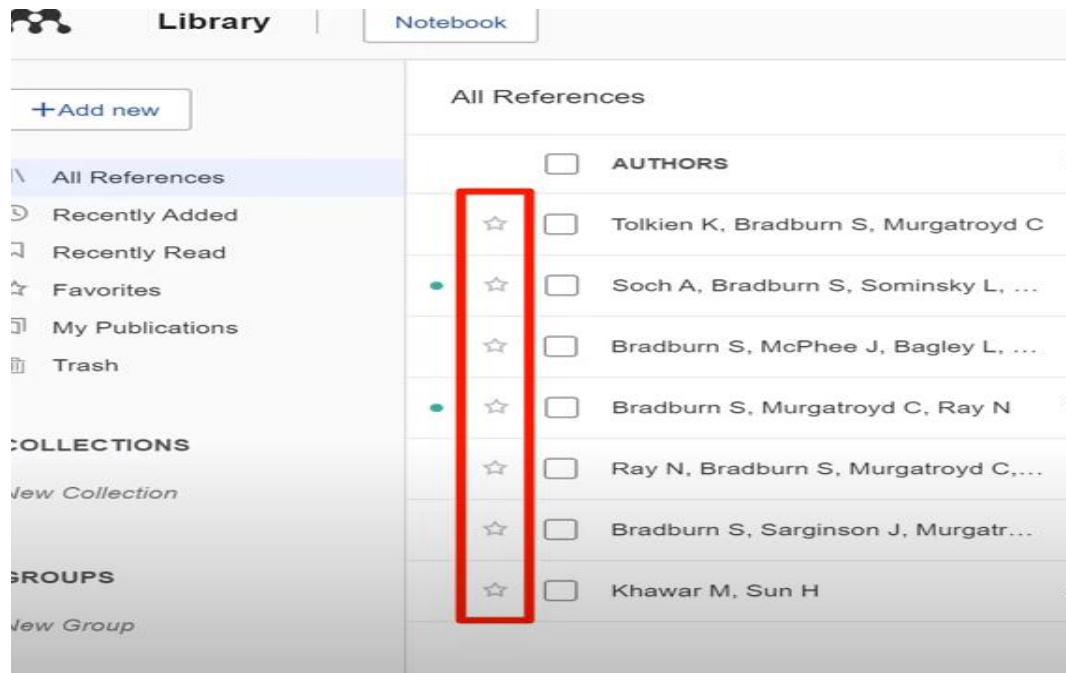 Library
Notebook
+Add new
All References
Recently Added
Recently Read
Favorites
My Publications
Trash
COLLECTIONS
New Collection
GROUPS
New Group
All References
AUTHORS
Tolkien K, Bradburn S, Murgatroyd C
Soch A, Bradburn S, Sominsky L, ...
Bradburn S, McPhee J, Bagley L, ...
Bradburn S, Murgatroyd C, Ray N
Ray N, Bradburn S, Murgatroyd C,...
Bradburn S, Sarginson J, Murgatr...
Khawar M, Sun H